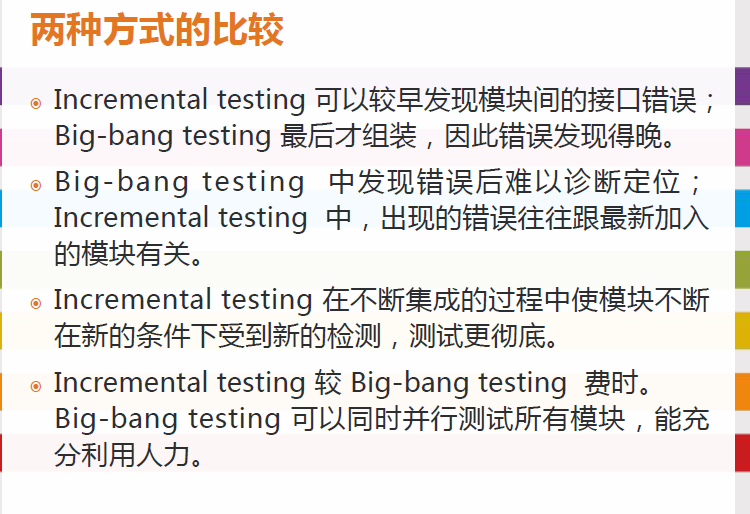 两种方式的比较
Incremental testing 可以较早发现模块间的接口错误；
Big-bang testing 最后才组装，因此错误发现得晚。
Big-bang testing 中发现错误后难以诊断定位；
Incremental testing 中，出现的错误往往跟最新加入
的模块有关。
Incremental testing 在不断集成的过程中使模块不断
在新的条件下受到新的检测，测试更彻底。
Incremental testing 较 Big-bang testing 费时。
Big-bang testing 可以同时并行测试所有模块，能充
分利用人力。